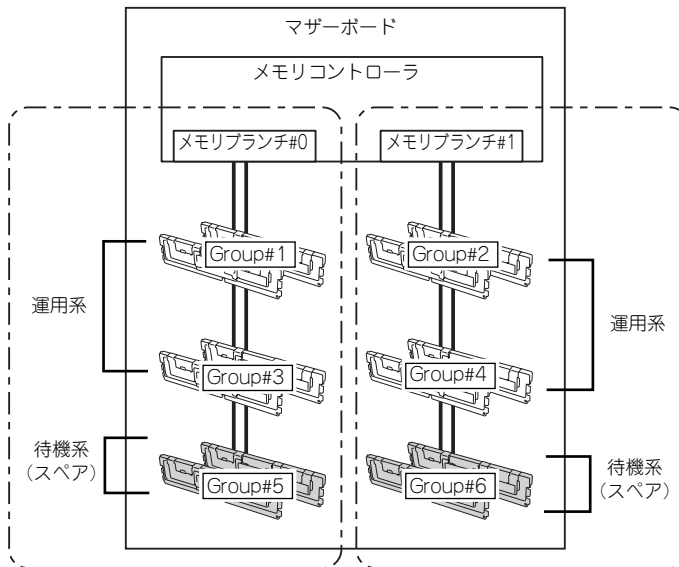 マザーボード
メモリコントローラ
メモリブランチ#0
メモリブランチ#1
Group#1
Group#2
運用系
運用系
Group#3
Group#4
待機系
(スペア)
待機系
(スペア)
Group#5
Group#6